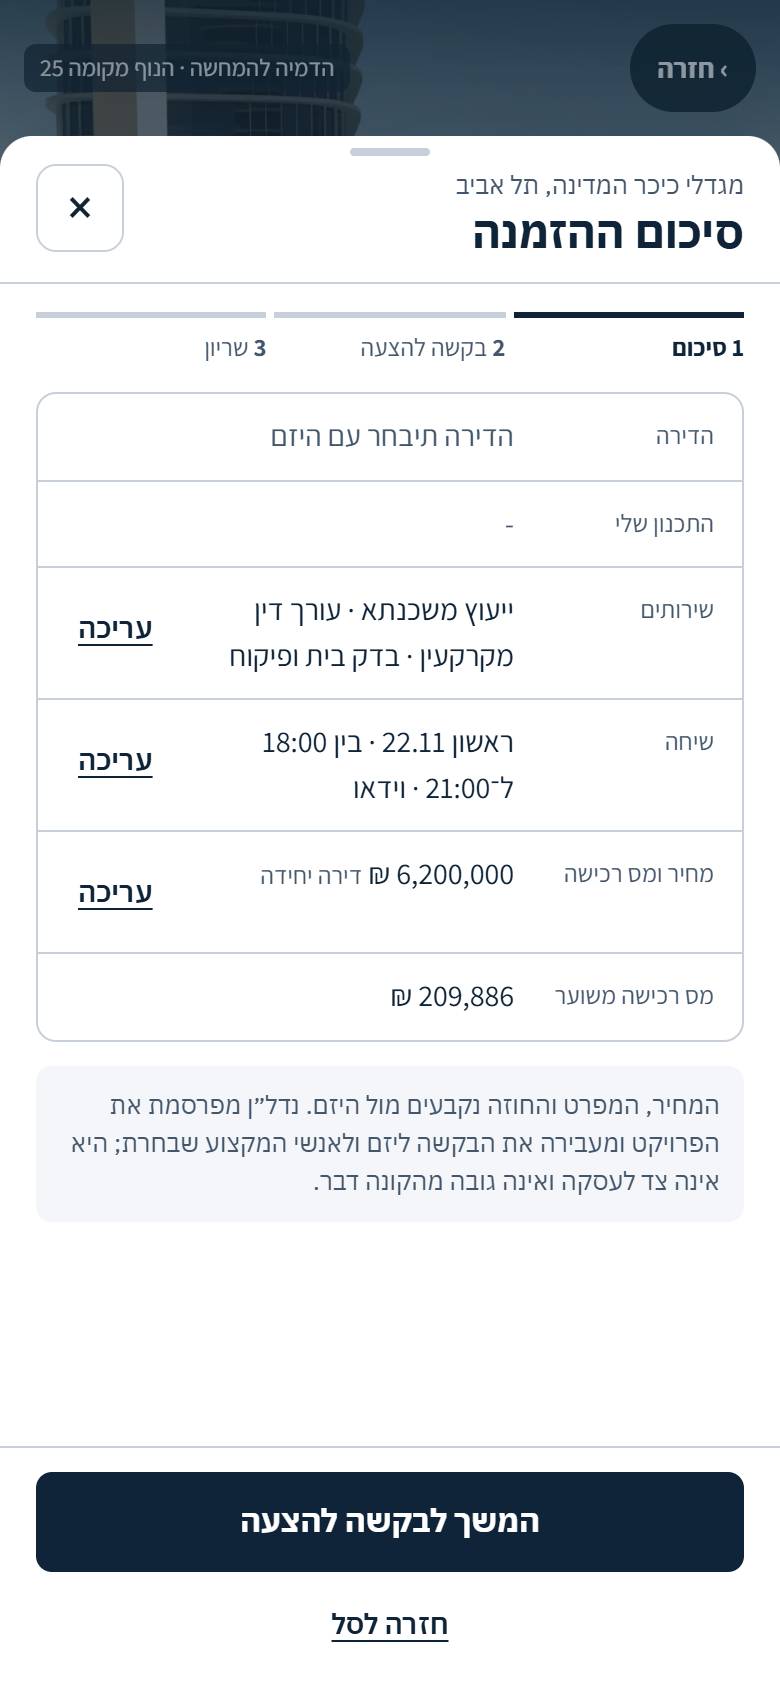 ‹ חזרה
הדמיה להמחשה · הנוף מקומה 25
מגדלי כיכר המדינה, תל אביב
סיכום ההזמנה
1 סיכום
2 בקשה להצעה
3 שריון
הדירה
הדירה תיבחר עם היזם
התכנון שלי
-
שירותים
ייעוץ משכנתא · עורך דין
מקרקעין · בדק בית ופיקוח
עריכה
שיחה
ראשון 22.11 · בין 18:00
ל־21:00 · וידאו
עריכה
מחיר ומס רכישה
6,200,000 ₪ דירה יחידה
עריכה
מס רכישה משוער
209,886 ₪
המחיר, המפרט והחוזה נקבעים מול היזם. נדל״ן מפרסמת את
הפרויקט ומעבירה את הבקשה ליזם ולאנשי המקצוע שבחרת; היא
אינה צד לעסקה ואינה גובה מהקונה דבר.
המשך לבקשה להצעה
חזרה לסל